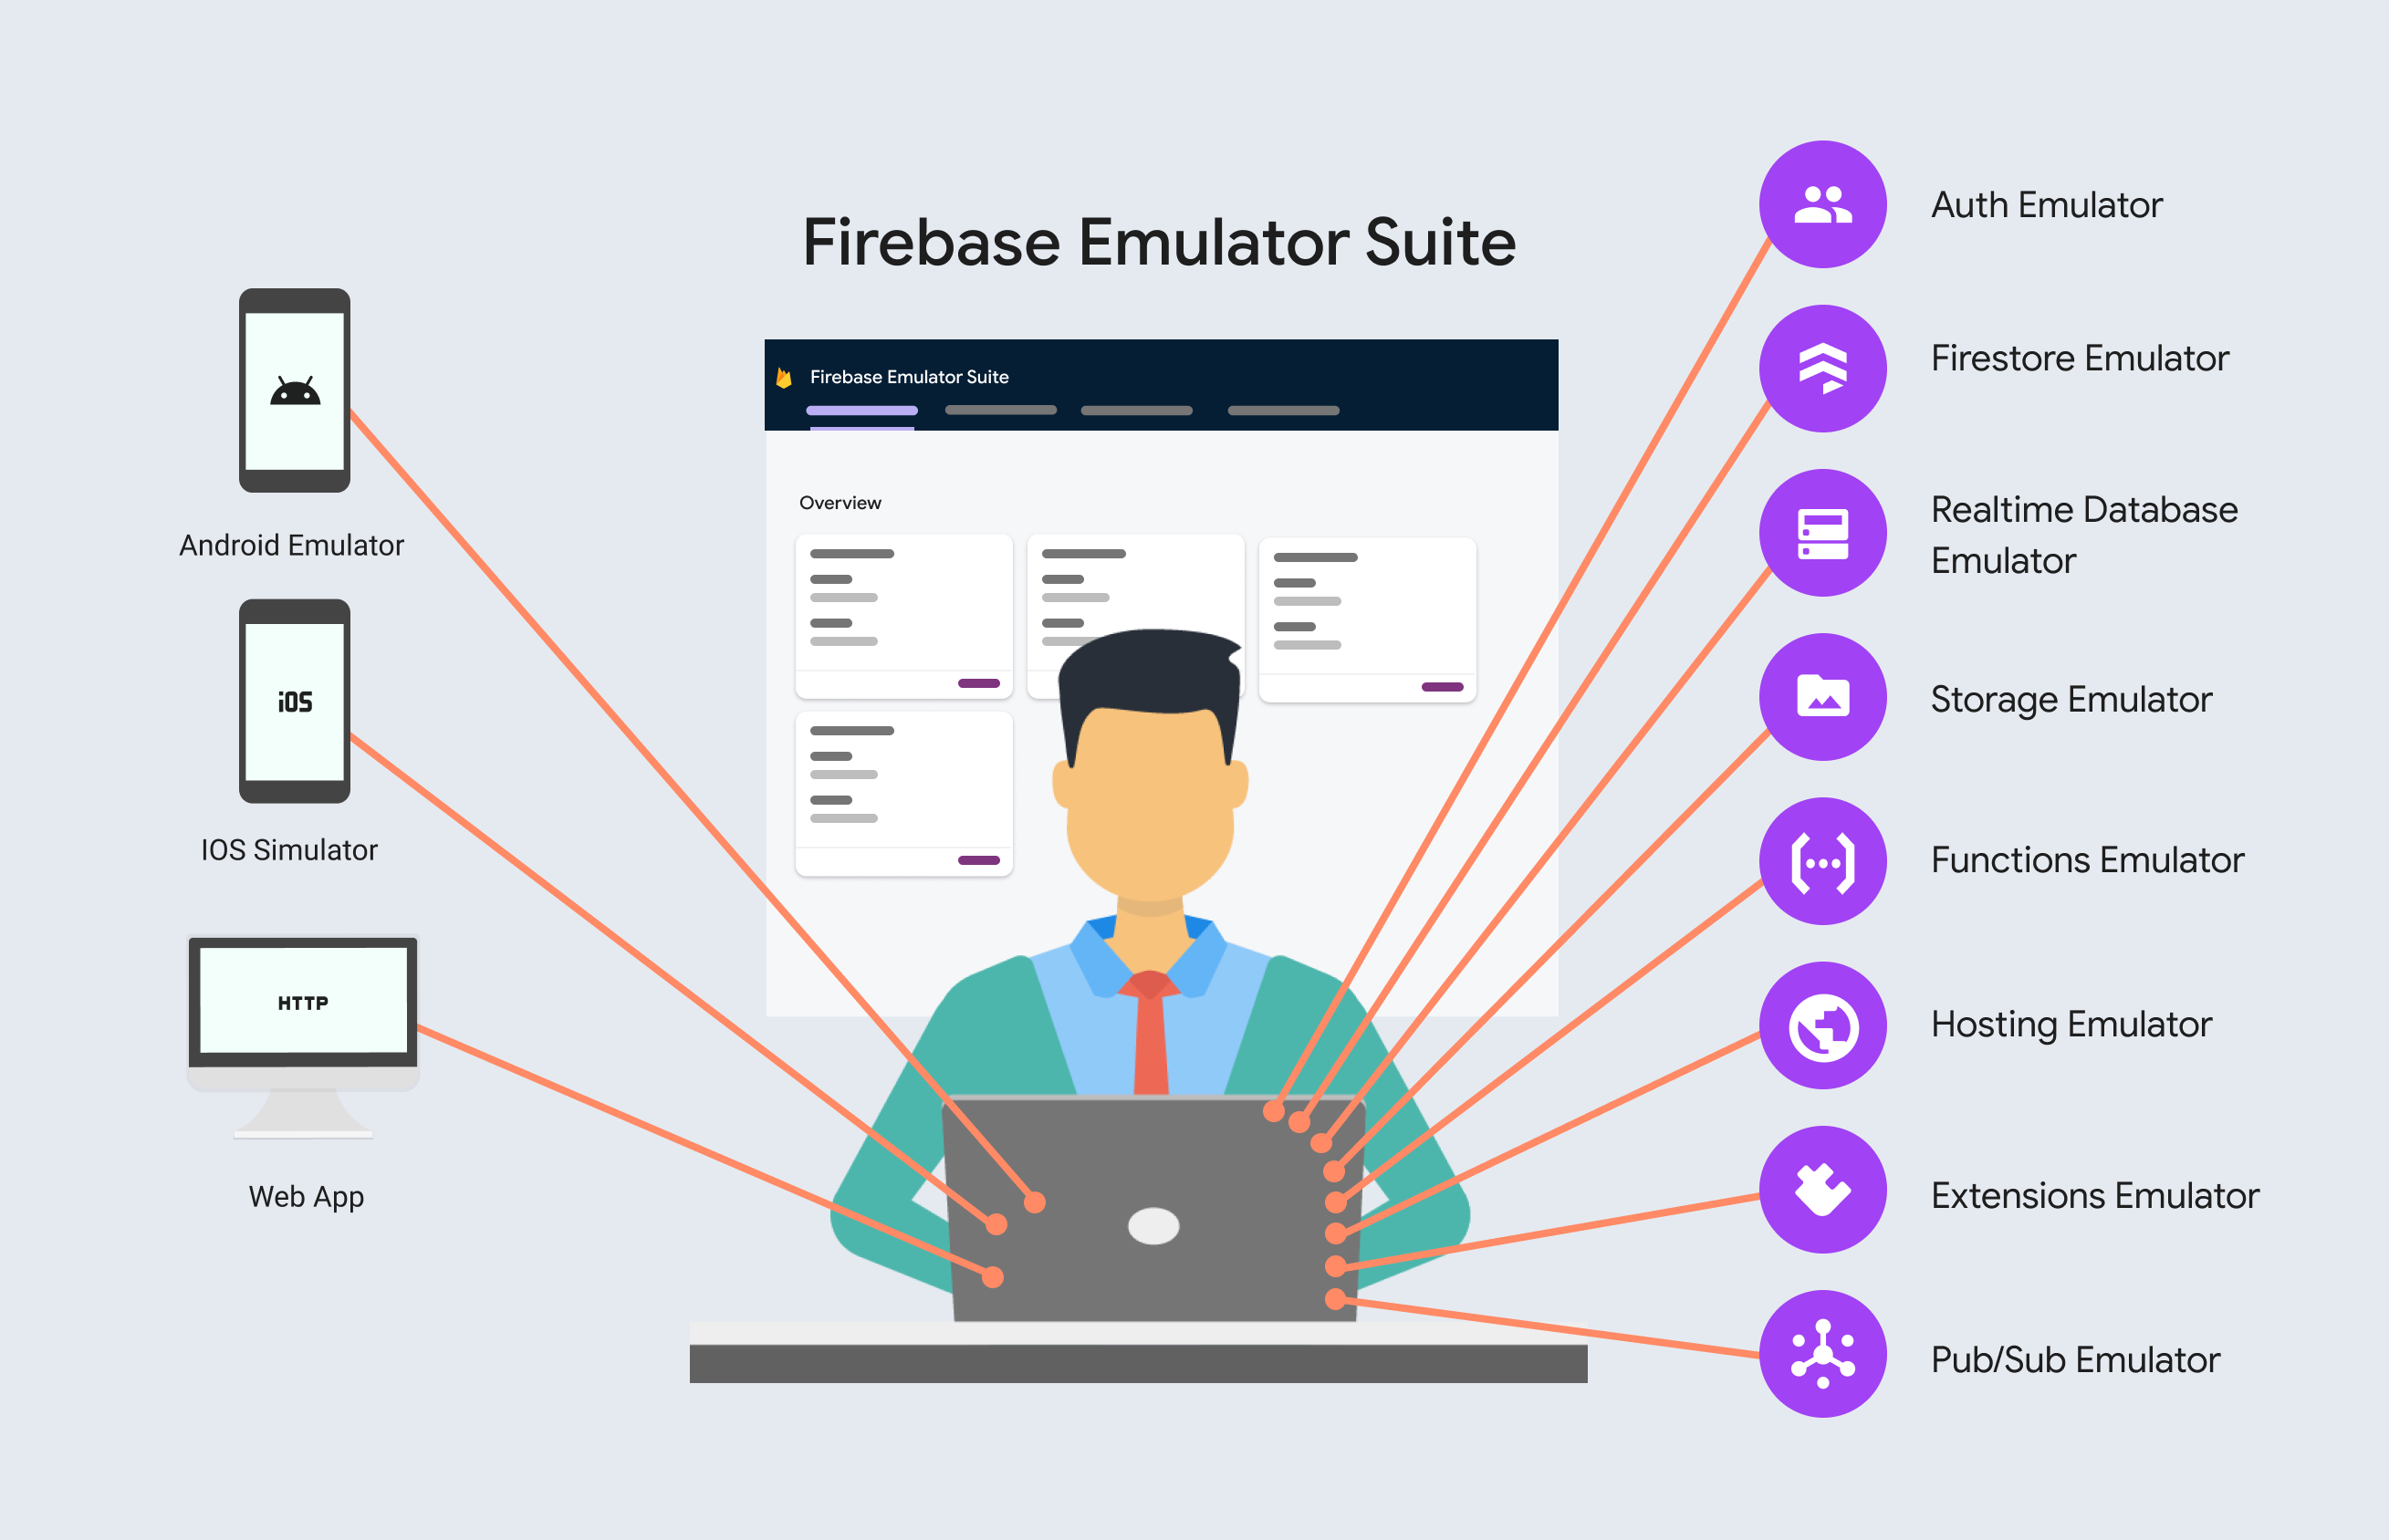 Firebase Emulator Suite
Firebase Emulator Suite
Overview
Android Emulator
iOS
IOS Simulator
HTTP
Web App
Auth Emulator
Firestore Emulator
Realtime Database
Emulator
Storage Emulator
Functions Emulator
Hosting Emulator
Extensions Emulator
Pub/Sub Emulator